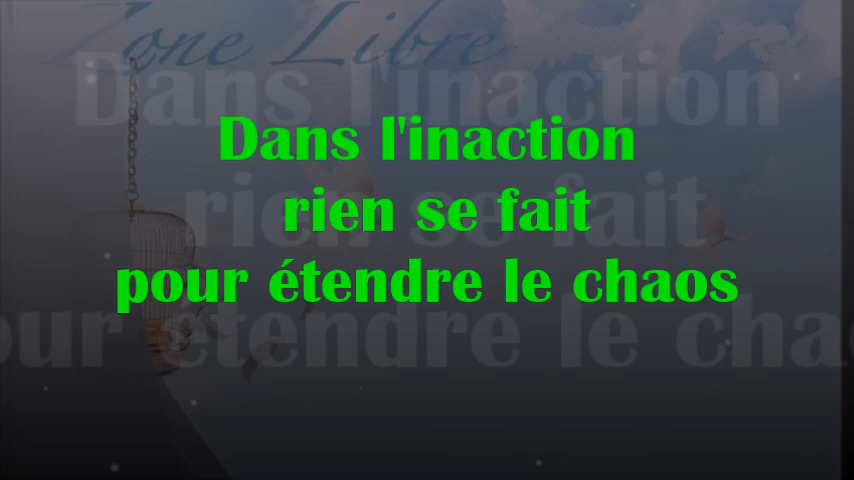 Zone Libre
Dans l'inaction
rien se fait
pour étendre le chaos